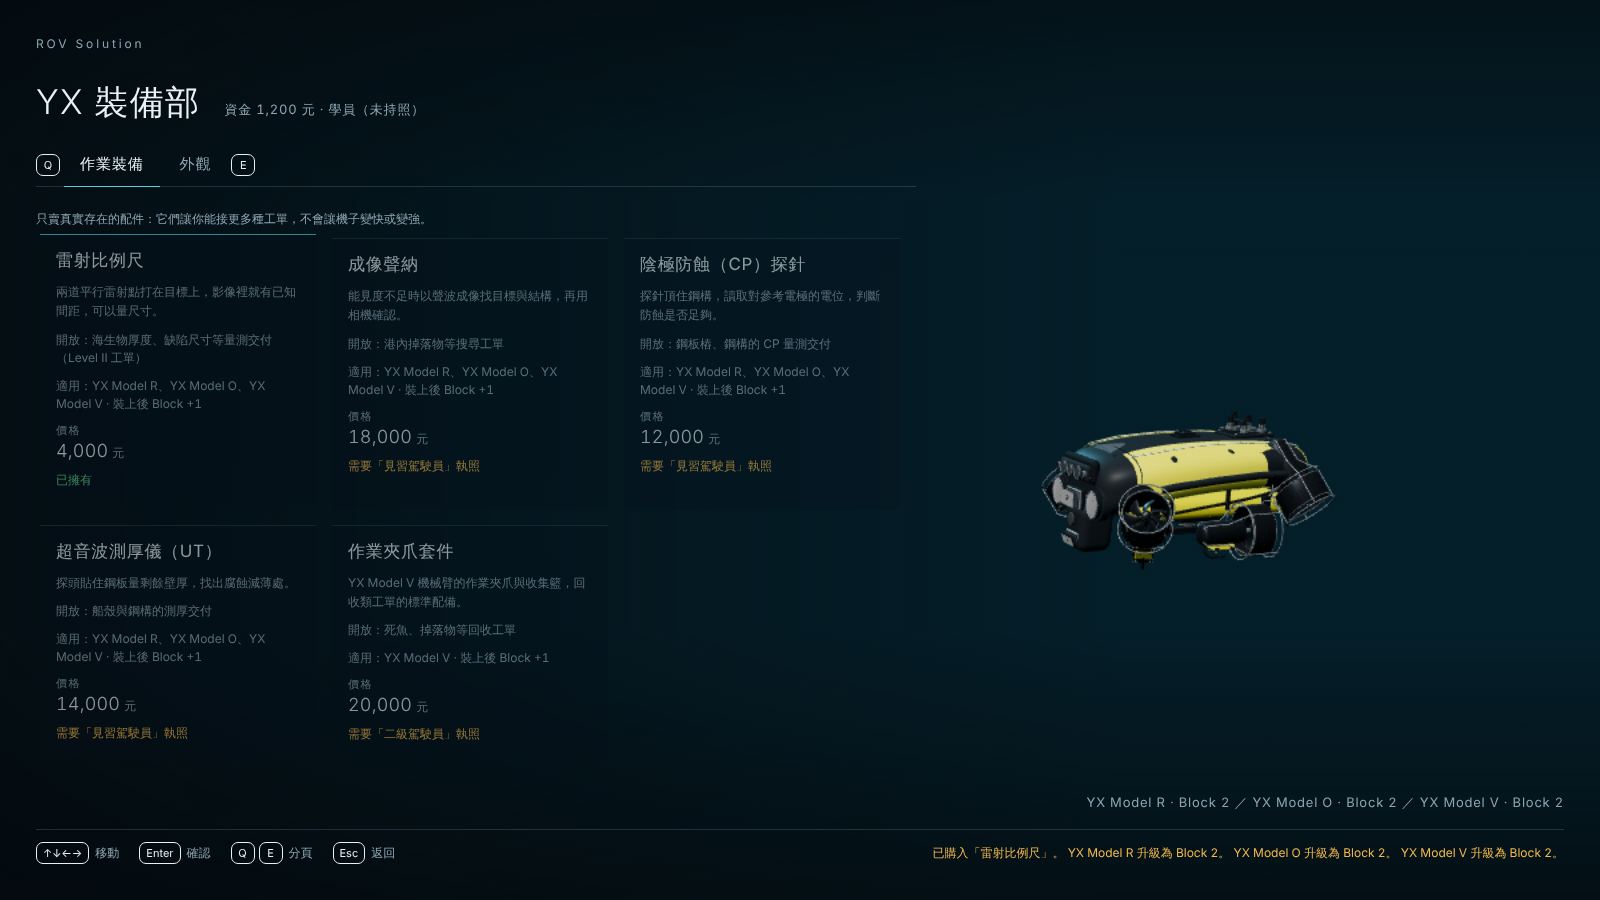 ROV Solution
YX 裝備部
資金 1,200 元 · 學員（未持照）
Q 作業裝備 外觀 E
只賣真實存在的配件：它們讓你能接更多種工單，不會讓機子變快或變強。
雷射比例尺
兩道平行雷射點打在目標上，影像裡就有已知
間距，可以量尺寸。
開放：海生物厚度、缺陷尺寸等量測交付
（Level II 工單）
適用：YX Model R、YX Model O、YX
Model V · 裝上後 Block +1
價格
4,000 元
已擁有
成像聲納
能見度不足時以聲波成像找目標與結構，再用
相機確認。
開放：港內掉落物等搜尋工單
適用：YX Model R、YX Model O、YX
Model V · 裝上後 Block +1
價格
18,000 元
需要「見習駕駛員」執照
陰極防蝕（CP）探針
探針頂住鋼構，讀取對參考電極的電位，判斷
防蝕是否足夠。
開放：鋼板樁、鋼構的 CP 量測交付
適用：YX Model R、YX Model O、YX
Model V · 裝上後 Block +1
價格
12,000 元
需要「見習駕駛員」執照
超音波測厚儀（UT）
探頭貼住鋼板量剩餘壁厚，找出腐蝕減薄處。
開放：船殼與鋼構的測厚交付
適用：YX Model R、YX Model O、YX
Model V · 裝上後 Block +1
價格
14,000 元
需要「見習駕駛員」執照
作業夾爪套件
YX Model V 機械臂的作業夾爪與收集籃，回
收類工單的標準配備。
開放：死魚、掉落物等回收工單
適用：YX Model V · 裝上後 Block +1
價格
20,000 元
需要「二級駕駛員」執照
YX Model R · Block 2 ／ YX Model O · Block 2 ／ YX Model V · Block 2
↑↓←→ 移動 Enter 確認 Q E 分頁 Esc 返回
已購入「雷射比例尺」。 YX Model R 升級為 Block 2。 YX Model O 升級為 Block 2。 YX Model V 升級為 Block 2。